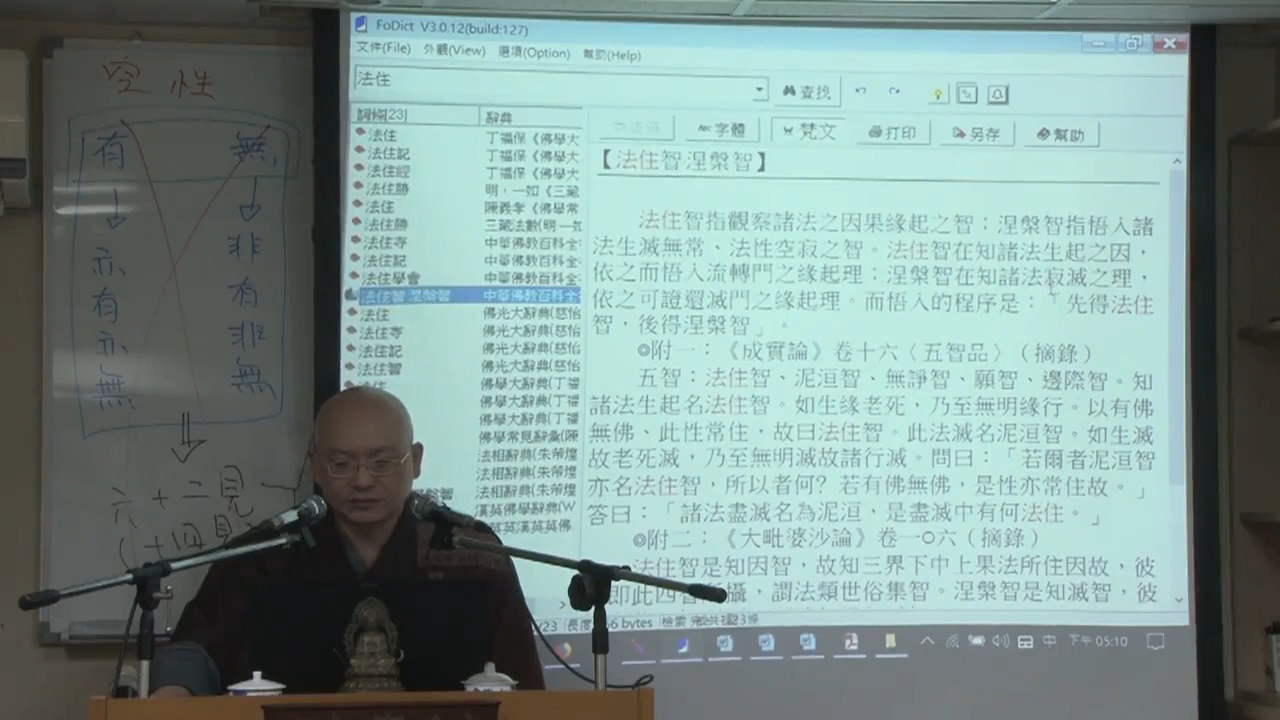 空性
有
無
亦有亦無
非有非無
六十二見
FoDict V3.0.12(build:127)
文件(File) 外觀(View) 選項(Option) 幫助(Help)
法住
查找
字體
梵文
打印
另存
幫助
詞條[23] 辭典
法住 丁福保《佛學大
法住記 丁福保《佛學大
法住經 丁福保《佛學大
法住勝 明，一如《三藏
法住 陳義孝《佛學常
法住勝 三藏法數(明一如
法住寺 中華佛教百科全
法住記 中華佛教百科全
法住學會 中華佛教百科全
法住智涅槃智 中華佛教百科全
法住 佛光大辭典(慈怡
法住寺 佛光大辭典(慈怡
法住記 佛光大辭典(慈怡
法住智 佛光大辭典(慈怡
法住 佛學大辭典(丁福
佛學大辭典(丁福
佛學大辭典(丁福
佛學常見辭彙(陳
法相辭典(朱芾煌
法相辭典(朱芾煌
法相辭典(朱芾煌
漢英佛學辭典(W
【法住智涅槃智】
法住智指觀察諸法之因果緣起之智；涅槃智指悟入諸
法生滅無常、法性空寂之智。法住智在知諸法生起之因，
依之而悟入流轉門之緣起理；涅槃智在知諸法寂滅之理，
依之可證還滅門之緣起理。而悟入的程序是：「先得法住
智，後得涅槃智」。
◎附一：《成實論》卷十六〈五智品〉（摘錄）
五智：法住智、泥洹智、無諍智、願智、邊際智。知
諸法生起名法住智。如生緣老死，乃至無明緣行。以有佛
無佛、此性常住，故曰法住智。此法滅名泥洹智。如生滅
故老死滅，乃至無明滅故諸行滅。問曰：「若爾者泥洹智
亦名法住智，所以者何？若有佛無佛，是性亦常住故。」
答曰：「諸法盡滅名為泥洹，是盡滅中有何法住。」
◎附二：《大毗婆沙論》卷一〇六（摘錄）
法住智是知因智，故知三界下中上果法所住因故，彼
攝，謂法類世俗集智。涅槃智是知滅智，彼
中 下午 05:10